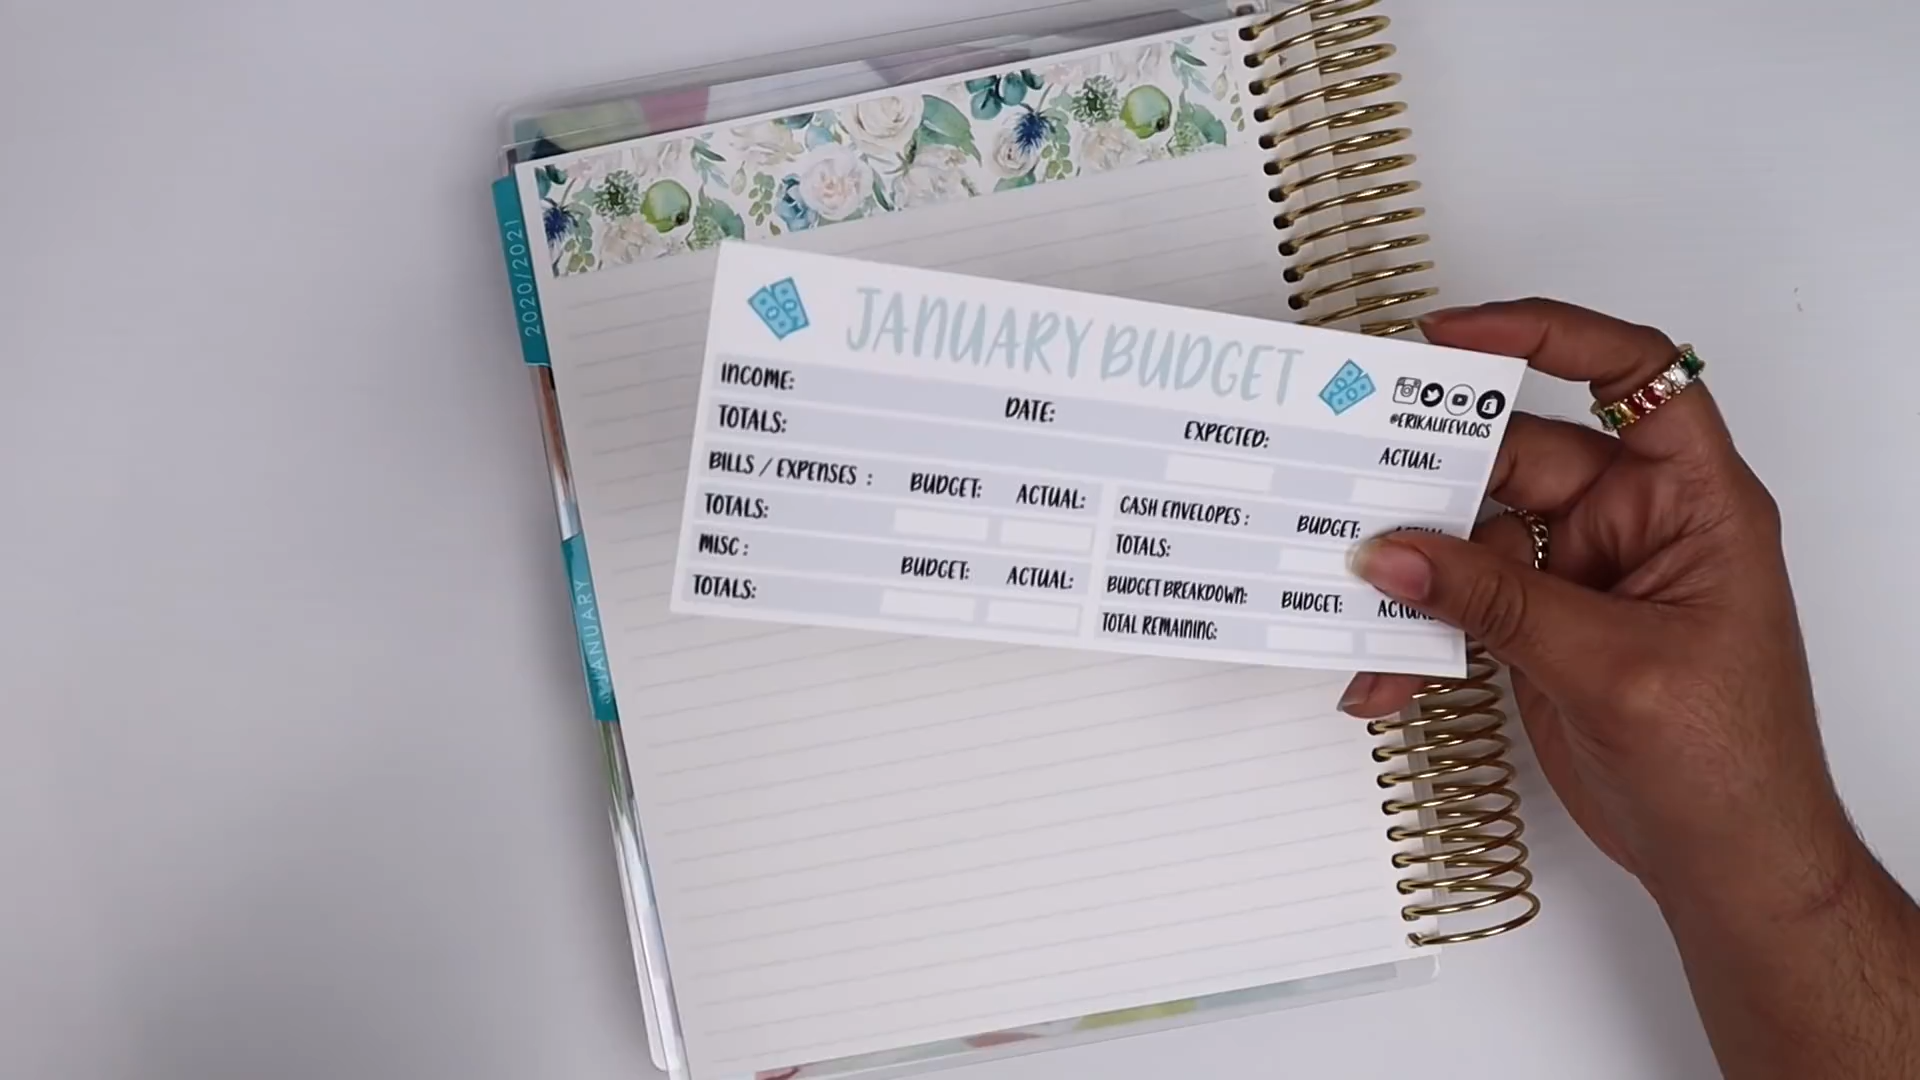 2020/2021
JANUARY
JANUARY BUDGET
@ERIKALIFEVLOGS
INCOME: DATE: EXPECTED: ACTUAL:
TOTALS:
BILLS / EXPENSES : BUDGET: ACTUAL:
TOTALS:
MISC : BUDGET: ACTUAL:
TOTALS:
CASH ENVELOPES : BUDGET:
TOTALS:
BUDGET BREAKDOWN: BUDGET:
TOTAL REMAINING: